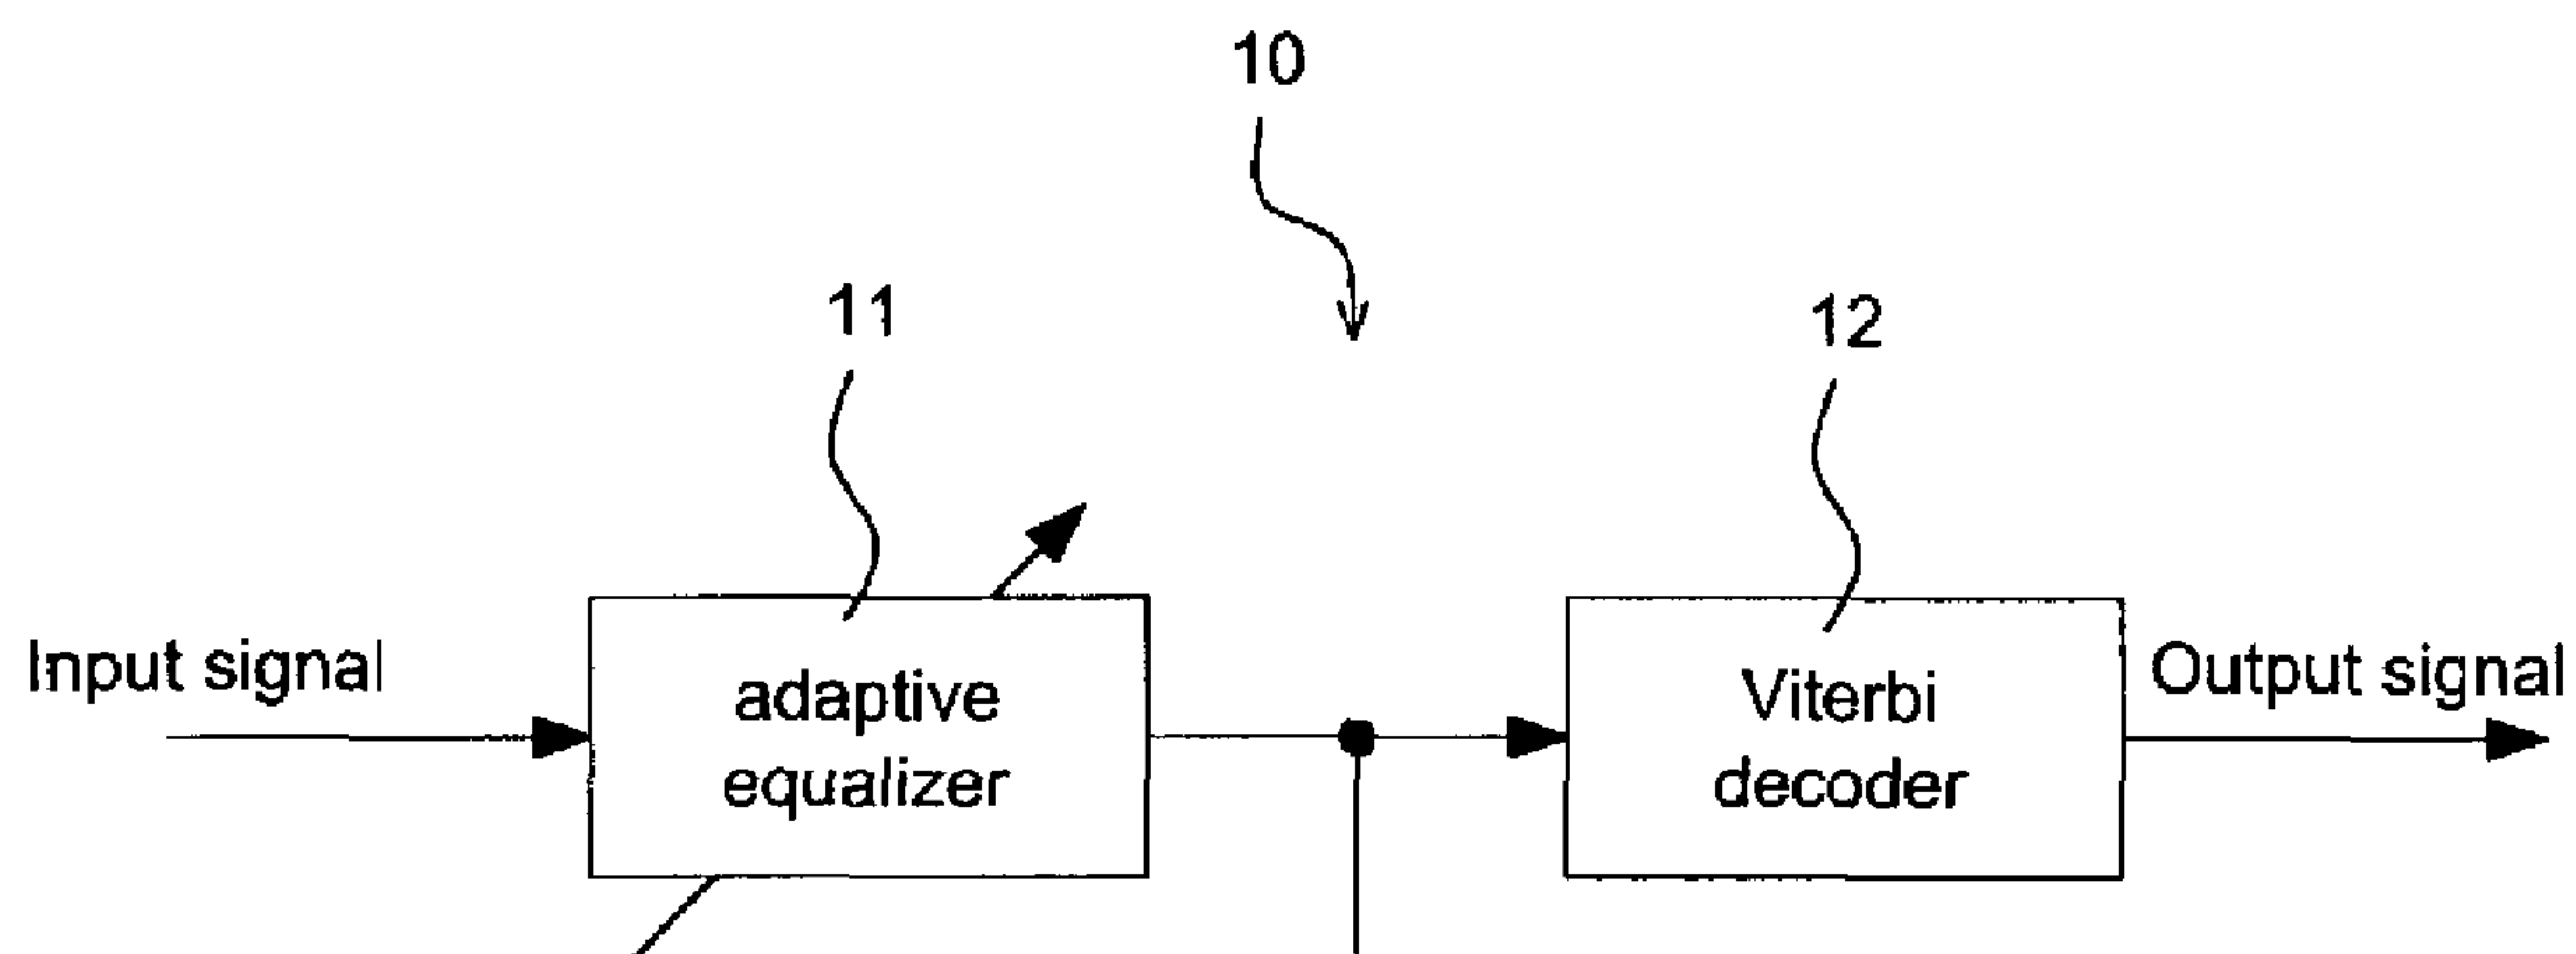 10
11
12
Input signal
adaptive
equalizer
Viterbi
decoder
Output signal